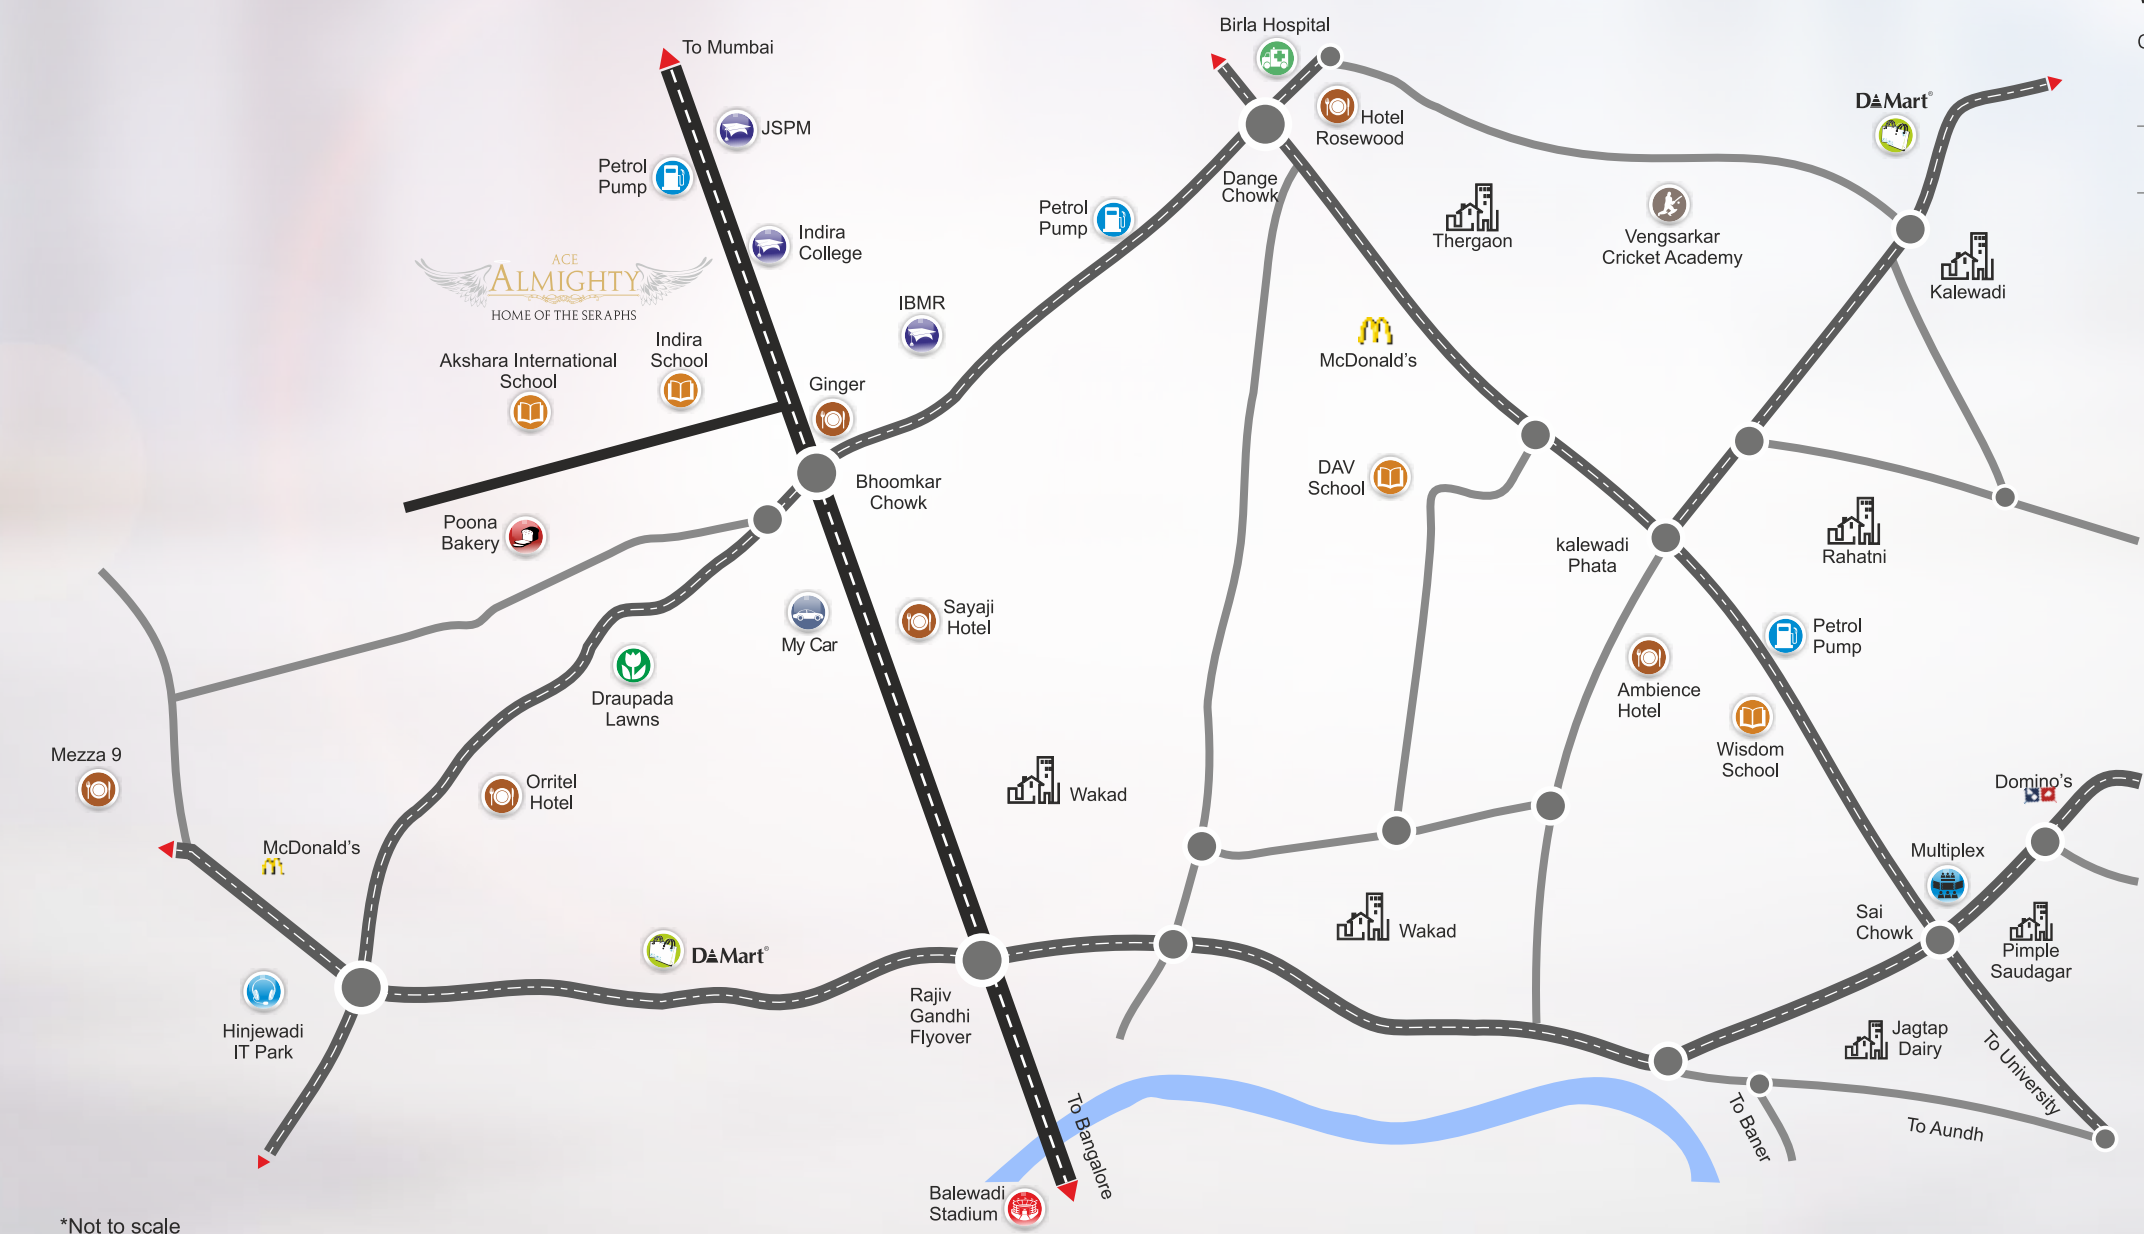 Birla Hospital
To Mumbai
JSPM
DMart®
Hotel
Rosewood
Petrol
Pump
Dange
Chowk
Petrol
Pump
Indira
College
Thergaon
Vengsarkar
Cricket Academy
ACE
ALMIGHTY
HOME OF THE SERAPHS
Kalewadi
IBMR
Indira
School
Akshara International
School
McDonald's
Ginger
DAV
School
Bhoomkar
Chowk
Poona
Bakery
kalewadi
Phata
Rahatni
Sayaji
Hotel
My Car
Petrol
Pump
Draupada
Lawns
Ambience
Hotel
Wisdom
School
Mezza 9
Orritel
Hotel
Wakad
Domino's
McDonald's
Multiplex
Wakad
Sai
Chowk
DMart®
Pimple
Saudagar
Rajiv
Gandhi
Flyover
Hinjewadi
IT Park
Jagtap
Dairy
To University
To Bangalore
To Baner
To Aundh
Balewadi
Stadium
*Not to scale